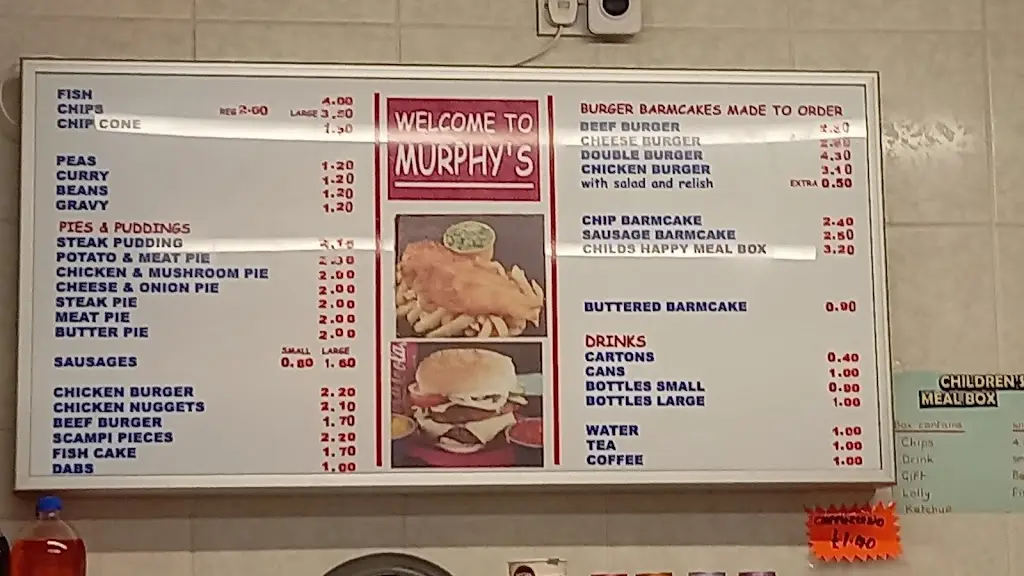 FISH 4.00
CHIPS REG 2.60 LARGE 3.50
CHIP CONE 1.50
PEAS 1.20
CURRY 1.20
BEANS 1.20
GRAVY 1.20
PIES & PUDDINGS
STEAK PUDDING
POTATO & MEAT PIE
CHICKEN & MUSHROOM PIE 2.00
CHEESE & ONION PIE 2.00
STEAK PIE 2.00
MEAT PIE 2.00
BUTTER PIE 2.00
SMALL LARGE
SAUSAGES 0.80 1.60
CHICKEN BURGER 2.20
CHICKEN NUGGETS 2.10
BEEF BURGER 1.70
SCAMPI PIECES 2.20
FISH CAKE 1.70
DABS 1.00
WELCOME TO
MURPHY'S
BURGER BARMCAKES MADE TO ORDER
BEEF BURGER
CHEESE BURGER
DOUBLE BURGER 4.30
CHICKEN BURGER 3.10
with salad and relish EXTRA 0.50
CHIP BARMCAKE 2.40
SAUSAGE BARMCAKE 2.50
CHILDS HAPPY MEAL BOX 3.20
BUTTERED BARMCAKE 0.90
DRINKS
CARTONS 0.40
CANS 1.00
BOTTLES SMALL
BOTTLES LARGE 1.00
WATER 1.00
TEA 1.00
COFFEE 1.00
CHILDREN'S
MEAL BOX
Box contains
Chips
Drink
Gift
Lolly
Ketchup
£1.40